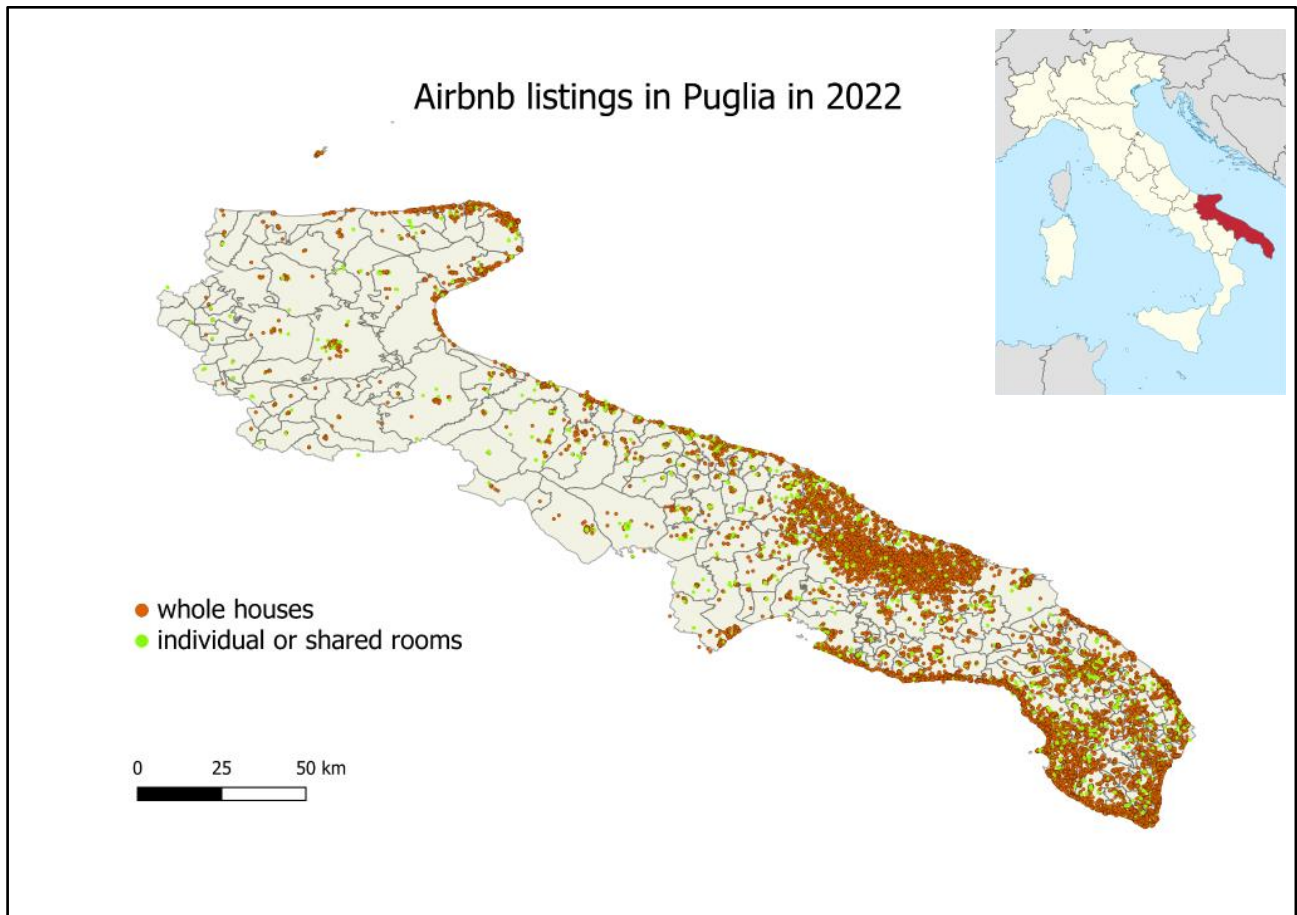 Airbnb listings in Puglia in 2022
whole houses
individual or shared rooms
0 25 50 km